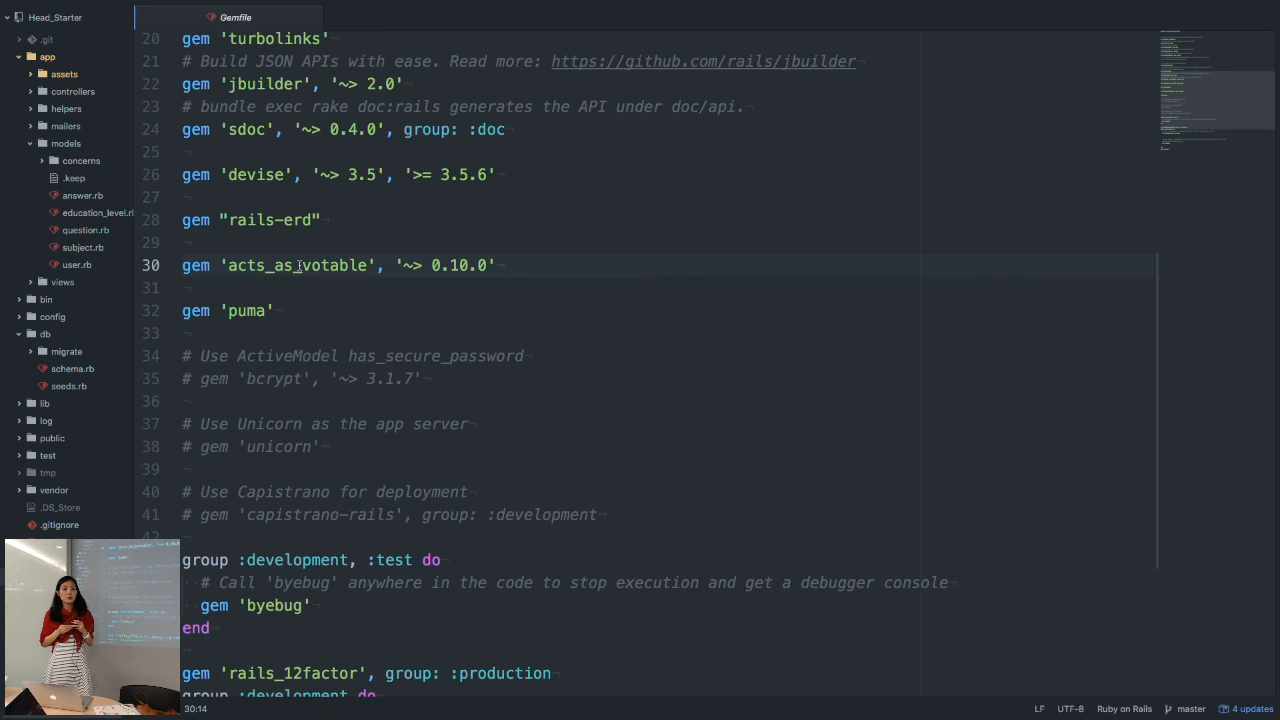 Head_Starter
Gemfile
.git
app
assets
controllers
helpers
mailers
models
concerns
.keep
answer.rb
education_level.r
question.rb
subject.rb
user.rb
views
bin
config
db
migrate
schema.rb
seeds.rb
lib
log
public
test
tmp
vendor
.DS_Store
.gitignore
20 gem 'turbolinks'
21 # Build JSON APIs with ease. Read more: https://github.com/rails/jbuilder
22 gem 'jbuilder', '~> 2.0'
23 # bundle exec rake doc:rails generates the API under doc/api.
24 gem 'sdoc', '~> 0.4.0', group: :doc
25
26 gem 'devise', '~> 3.5', '>= 3.5.6'
27
28 gem "rails-erd"
29
30 gem 'acts_as_votable', '~> 0.10.0'
31
32 gem 'puma'
33
34 # Use ActiveModel has_secure_password
35 # gem 'bcrypt', '~> 3.1.7'
36
37 # Use Unicorn as the app server
38 # gem 'unicorn'
39
40 # Use Capistrano for deployment
41 # gem 'capistrano-rails', group: :development
42
group :development, :test do
# Call 'byebug' anywhere in the code to stop execution and get a debugger console
gem 'byebug'
end
gem 'rails_12factor', group: :production
group :development do
30:14
LF UTF-8 Ruby on Rails master 4 updates